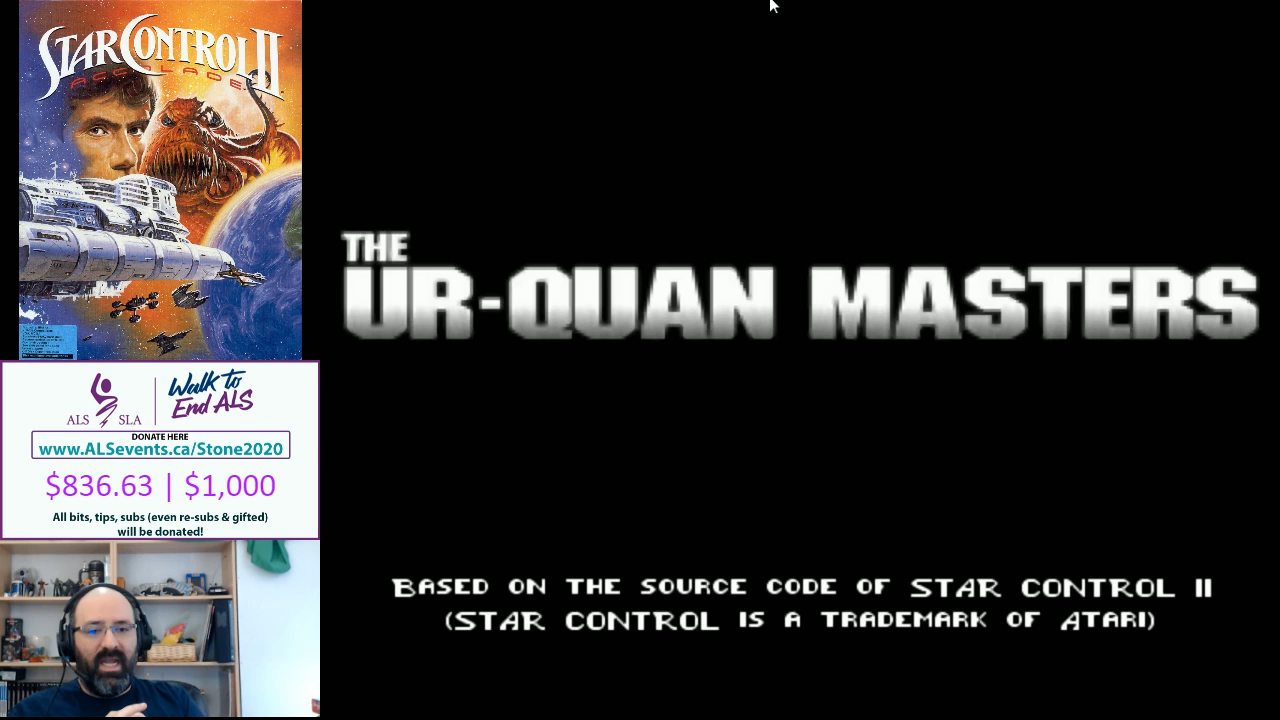 STAR CONTROL II
ACCOLADE
ALS SLA
Walk to
End ALS
DONATE HERE
www.ALSevents.ca/Stone2020
$836.63 | $1,000
All bits, tips, subs (even re-subs & gifted)
will be donated!
THE
UR-QUAN MASTERS
BASED ON THE SOURCE CODE OF STAR CONTROL II
(STAR CONTROL IS A TRADEMARK OF ATARI)